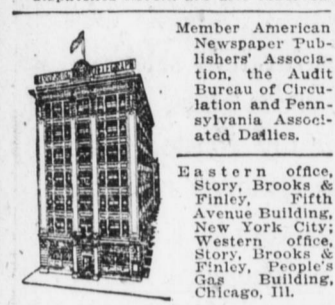 Member American
Newspaper Pub-
lishers' Associa-
tion, the Audit
Bureau of Circu-
lation and Penn-
sylvania Associ-
ated Dailies.
Eastern office,
Story, Brooks &
Finley, Fifth
Avenue Building,
New York City;
Western office,
Story, Brooks &
Finley, People's
Gas Building,
Chicago, Ill.